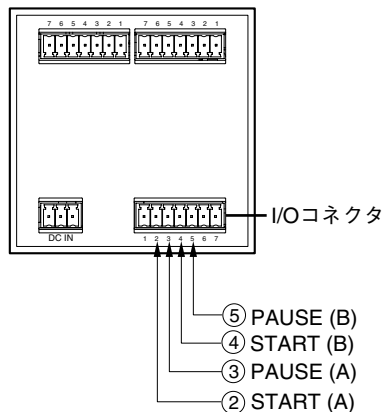 7 6 5 4 3 2 1 7 6 5 4 3 2 1
I/Oコネクタ
DC IN 1 2 3 4 5 6 7
⑤ PAUSE (B)
④ START (B)
③ PAUSE (A)
② START (A)